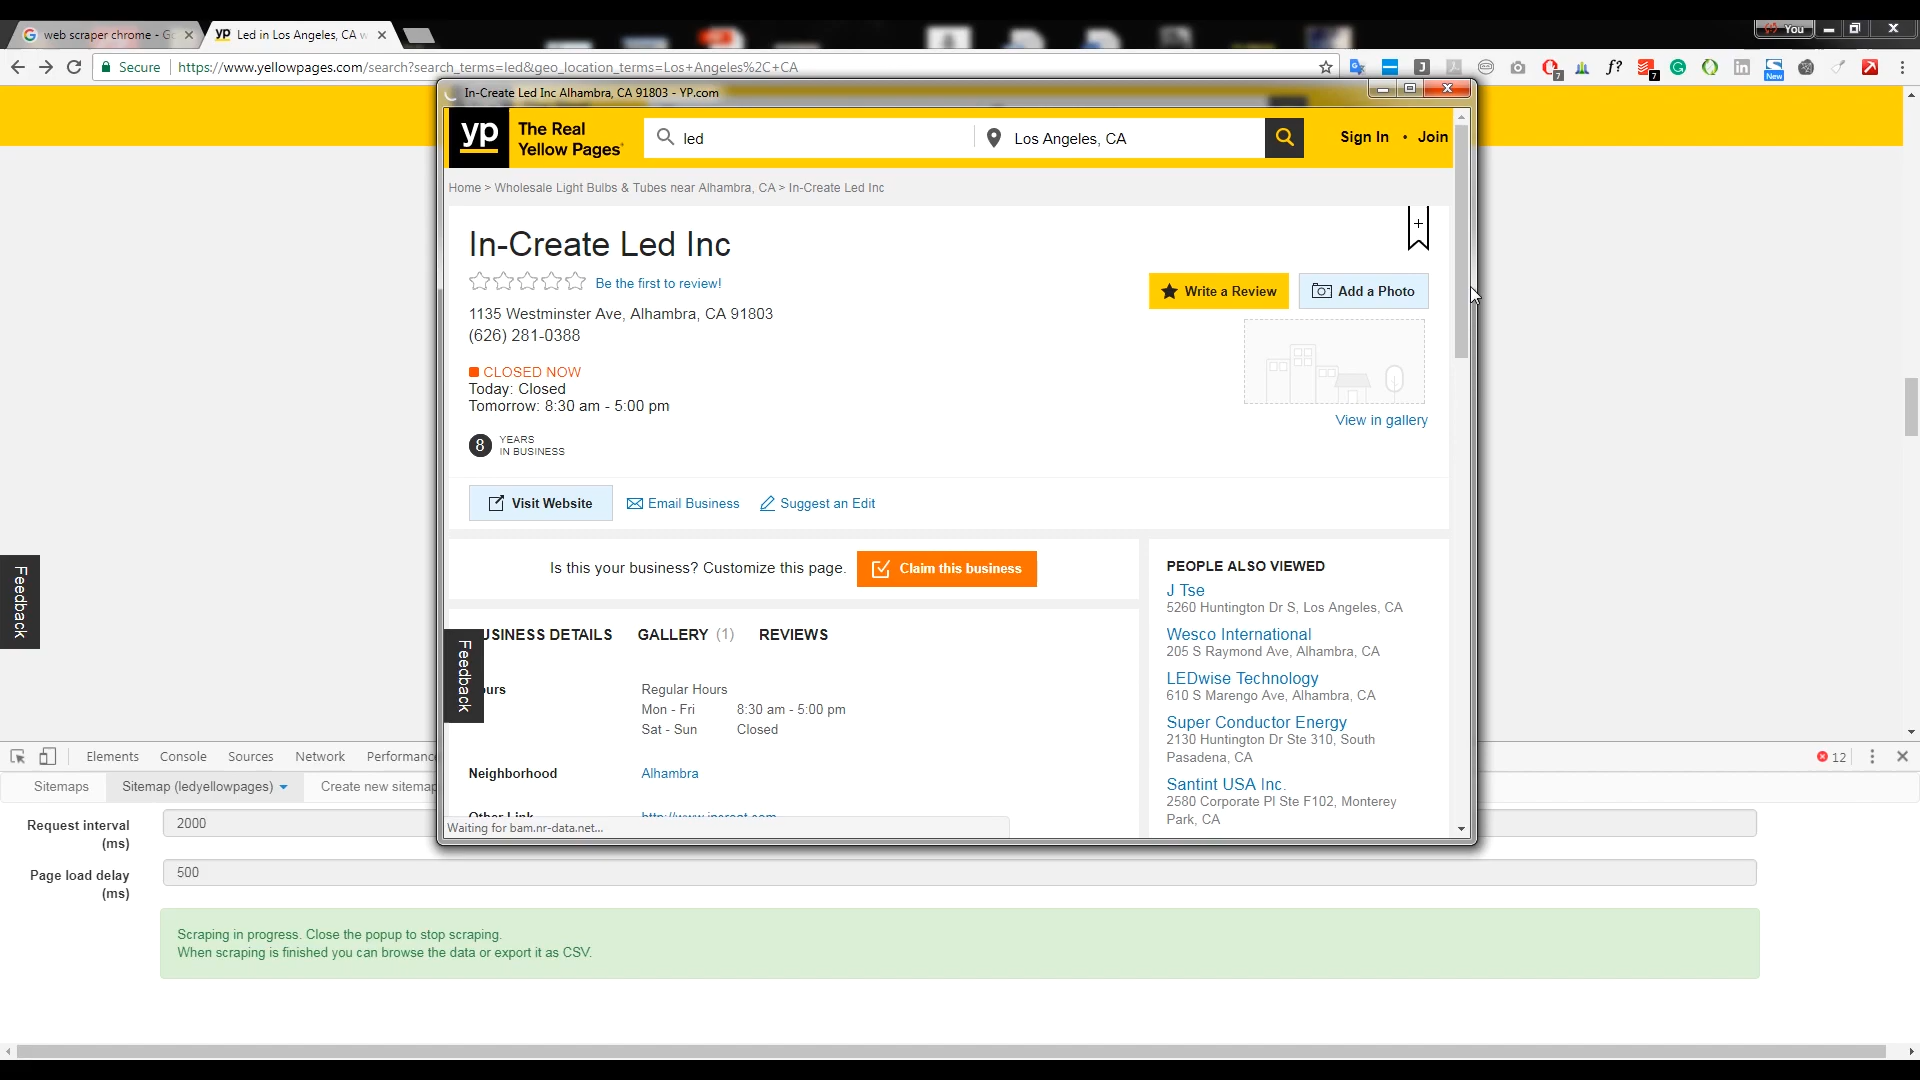 web scraper chrome - G
Led in Los Angeles, CA w
You
Secure
https://www.yellowpages.com/search?search_terms=led&geo_location_terms=Los+Angeles%2C+CA
7
7
New
In-Create Led Inc Alhambra, CA 91803 - YP.com
yp
The Real
Yellow Pages
led
Los Angeles, CA
Sign In • Join
Home > Wholesale Light Bulbs & Tubes near Alhambra, CA > In-Create Led Inc
In-Create Led Inc
Be the first to review!
Write a Review
Add a Photo
1135 Westminster Ave, Alhambra, CA 91803
(626) 281-0388
CLOSED NOW
Today: Closed
Tomorrow: 8:30 am - 5:00 pm
View in gallery
8 YEARS
IN BUSINESS
Visit Website
Email Business
Suggest an Edit
Is this your business? Customize this page.
Claim this business
Feedback
Feedback
USINESS DETAILS
GALLERY (1)
REVIEWS
ours
Regular Hours
Mon - Fri 8:30 am - 5:00 pm
Sat - Sun Closed
Neighborhood
Alhambra
Other Link
Waiting for bam.nr-data.net...
PEOPLE ALSO VIEWED
J Tse
5260 Huntington Dr S, Los Angeles, CA
Wesco International
205 S Raymond Ave, Alhambra, CA
LEDwise Technology
610 S Marengo Ave, Alhambra, CA
Super Conductor Energy
2130 Huntington Dr Ste 310, South
Pasadena, CA
Santint USA Inc.
2580 Corporate Pl Ste F102, Monterey
Park, CA
Elements
Console
Sources
Network
Performance
12
Sitemaps
Sitemap (ledyellowpages)
Create new sitemap
Request interval
(ms)
2000
Page load delay
(ms)
500
Scraping in progress. Close the popup to stop scraping.
When scraping is finished you can browse the data or export it as CSV.